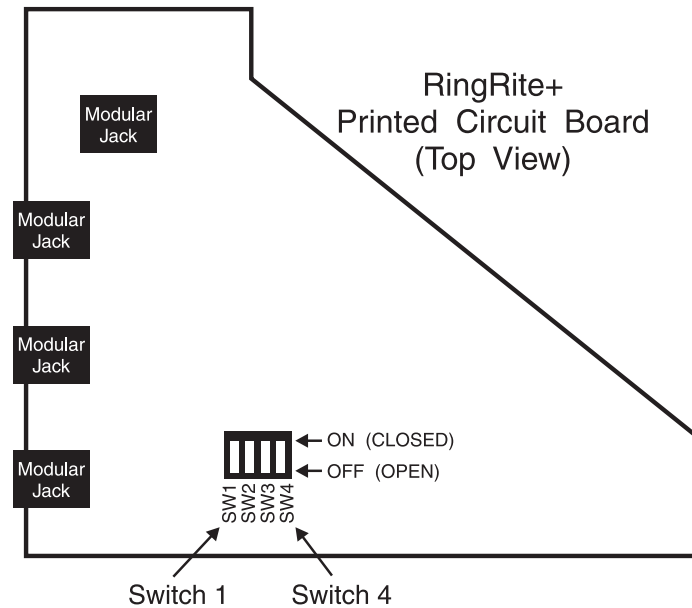 RingRite+
Printed Circuit Board
(Top View)
Modular
Jack
Modular
Jack
Modular
Jack
Modular
Jack
ON (CLOSED)
OFF (OPEN)
SW1
SW2
SW3
SW4
Switch 1
Switch 4